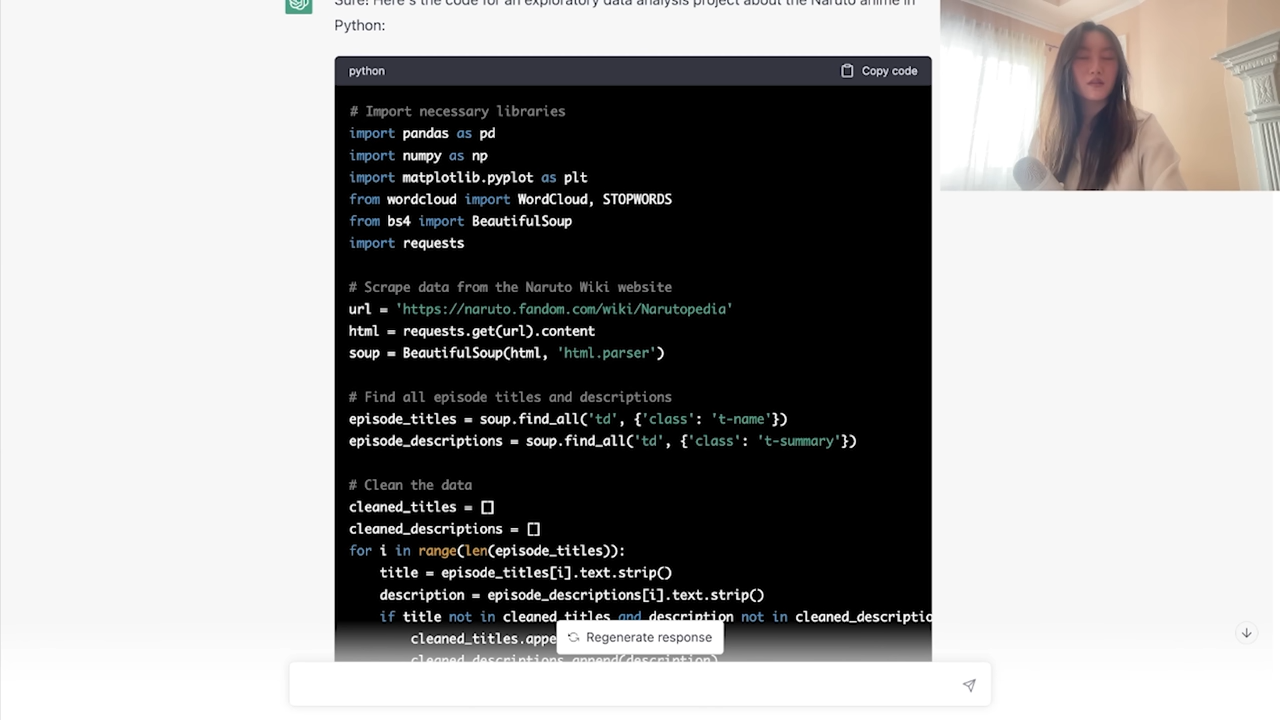 Sure! Here's the code for an exploratory data analysis project about the Naruto anime in
Python:
python
Copy code
# Import necessary libraries
import pandas as pd
import numpy as np
import matplotlib.pyplot as plt
from wordcloud import WordCloud, STOPWORDS
from bs4 import BeautifulSoup
import requests
# Scrape data from the Naruto Wiki website
url = 'https://naruto.fandom.com/wiki/Narutopedia'
html = requests.get(url).content
soup = BeautifulSoup(html, 'html.parser')
# Find all episode titles and descriptions
episode_titles = soup.find_all('td', {'class': 't-name'})
episode_descriptions = soup.find_all('td', {'class': 't-summary'})
# Clean the data
cleaned_titles = []
cleaned_descriptions = []
for i in range(len(episode_titles)):
title = episode_titles[i].text.strip()
description = episode_descriptions[i].text.strip()
if title not in cleaned_titles and description not in cleaned_descriptio
cleaned_titles.appe
cleaned_descriptions.append(description)
Regenerate response